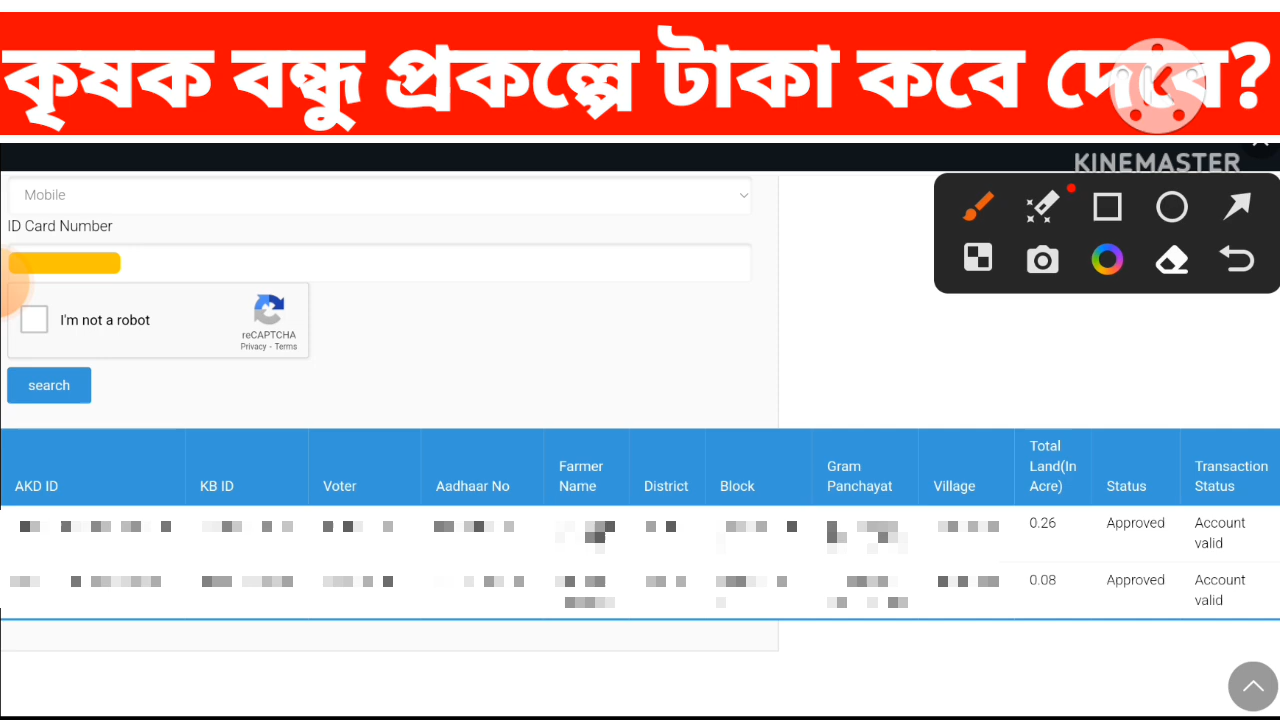 কৃষক বন্ধু প্রকল্পে টাকা কবে দেবে?
KINEMASTER
Mobile
ID Card Number
I'm not a robot
reCAPTCHA
Privacy - Terms
search
AKD ID
KB ID
Voter
Aadhaar No
Farmer
Name
District
Block
Gram
Panchayat
Village
Total
Land(In
Acre)
Status
Transaction
Status
0.26
Approved
Account
valid
0.08
Approved
Account
valid